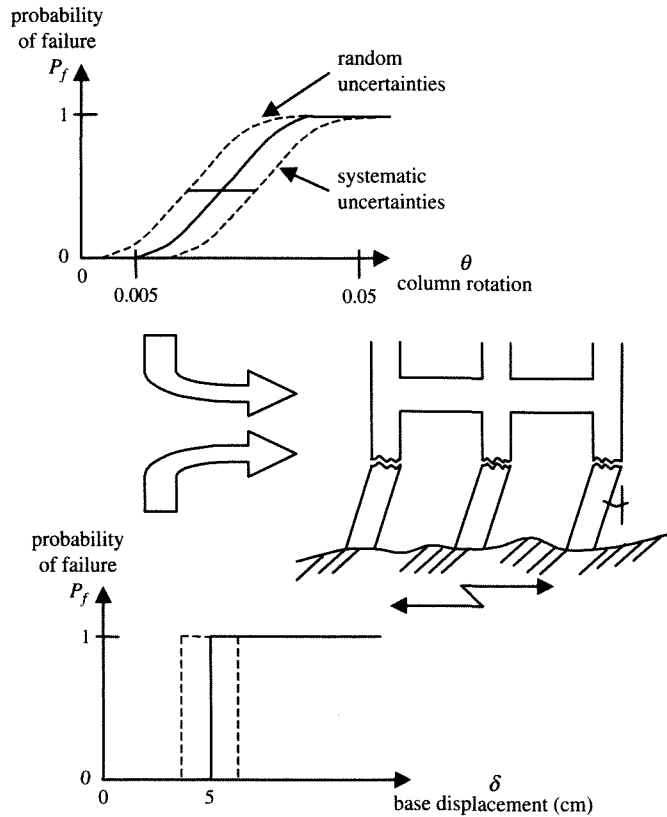 probability
of failure
P_f
random
uncertainties
1
systematic
uncertainties
0
0
θ
0.005
0.05
column rotation
probability
of failure
P_f
1
0
0
5
δ
base displacement (cm)